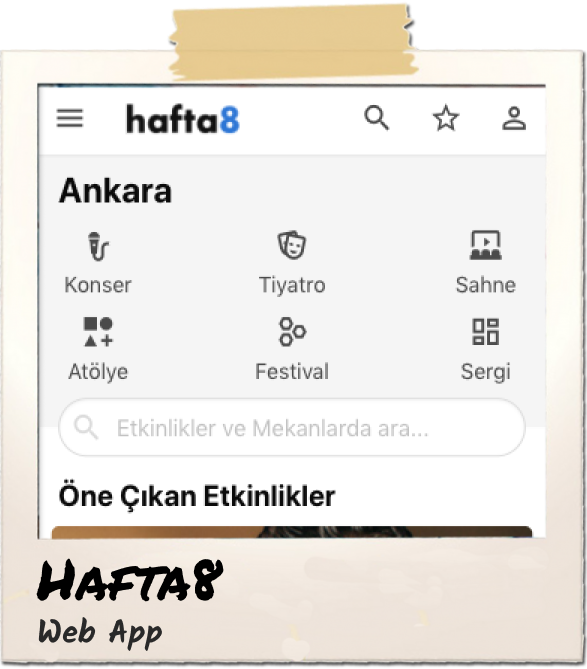 hafta8
Ankara
Konser Tiyatro Sahne
Atölye Festival Sergi
Etkinlikler ve Mekanlarda ara...
Öne Çıkan Etkinlikler
Hafta8
Web App